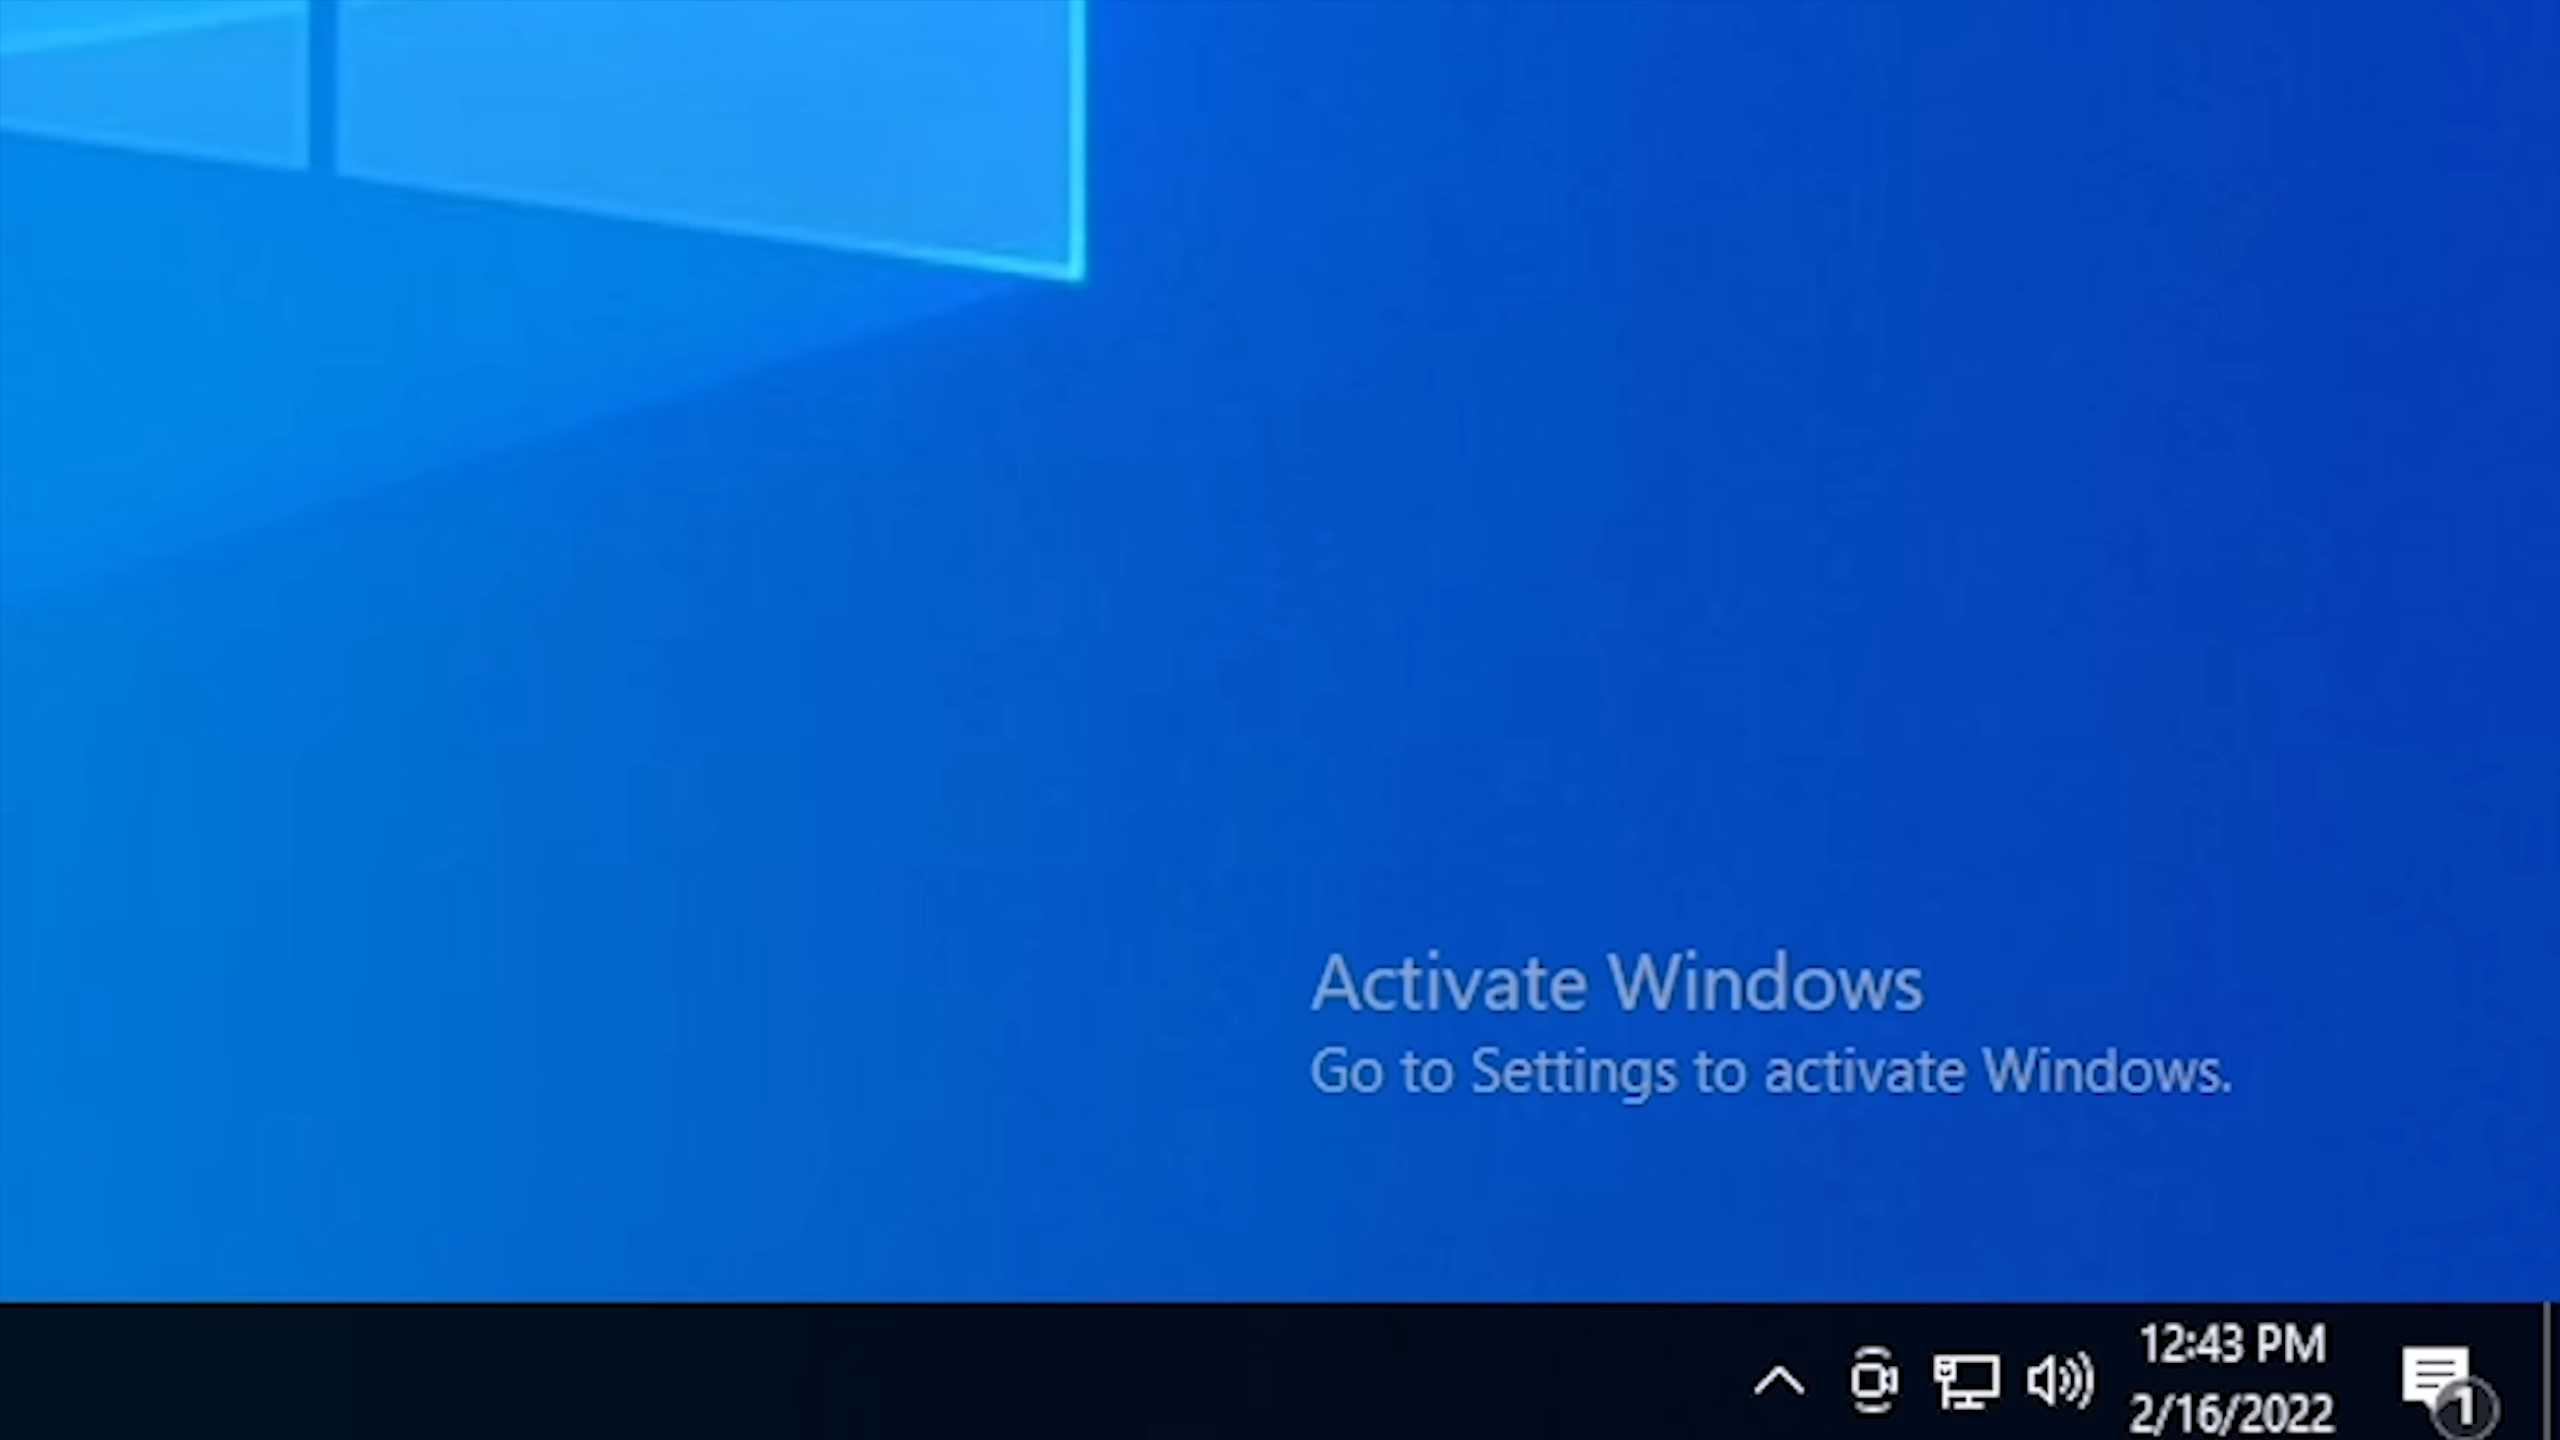 Activate Windows
Go to Settings to activate Windows.
12:43 PM
2/16/2022
1